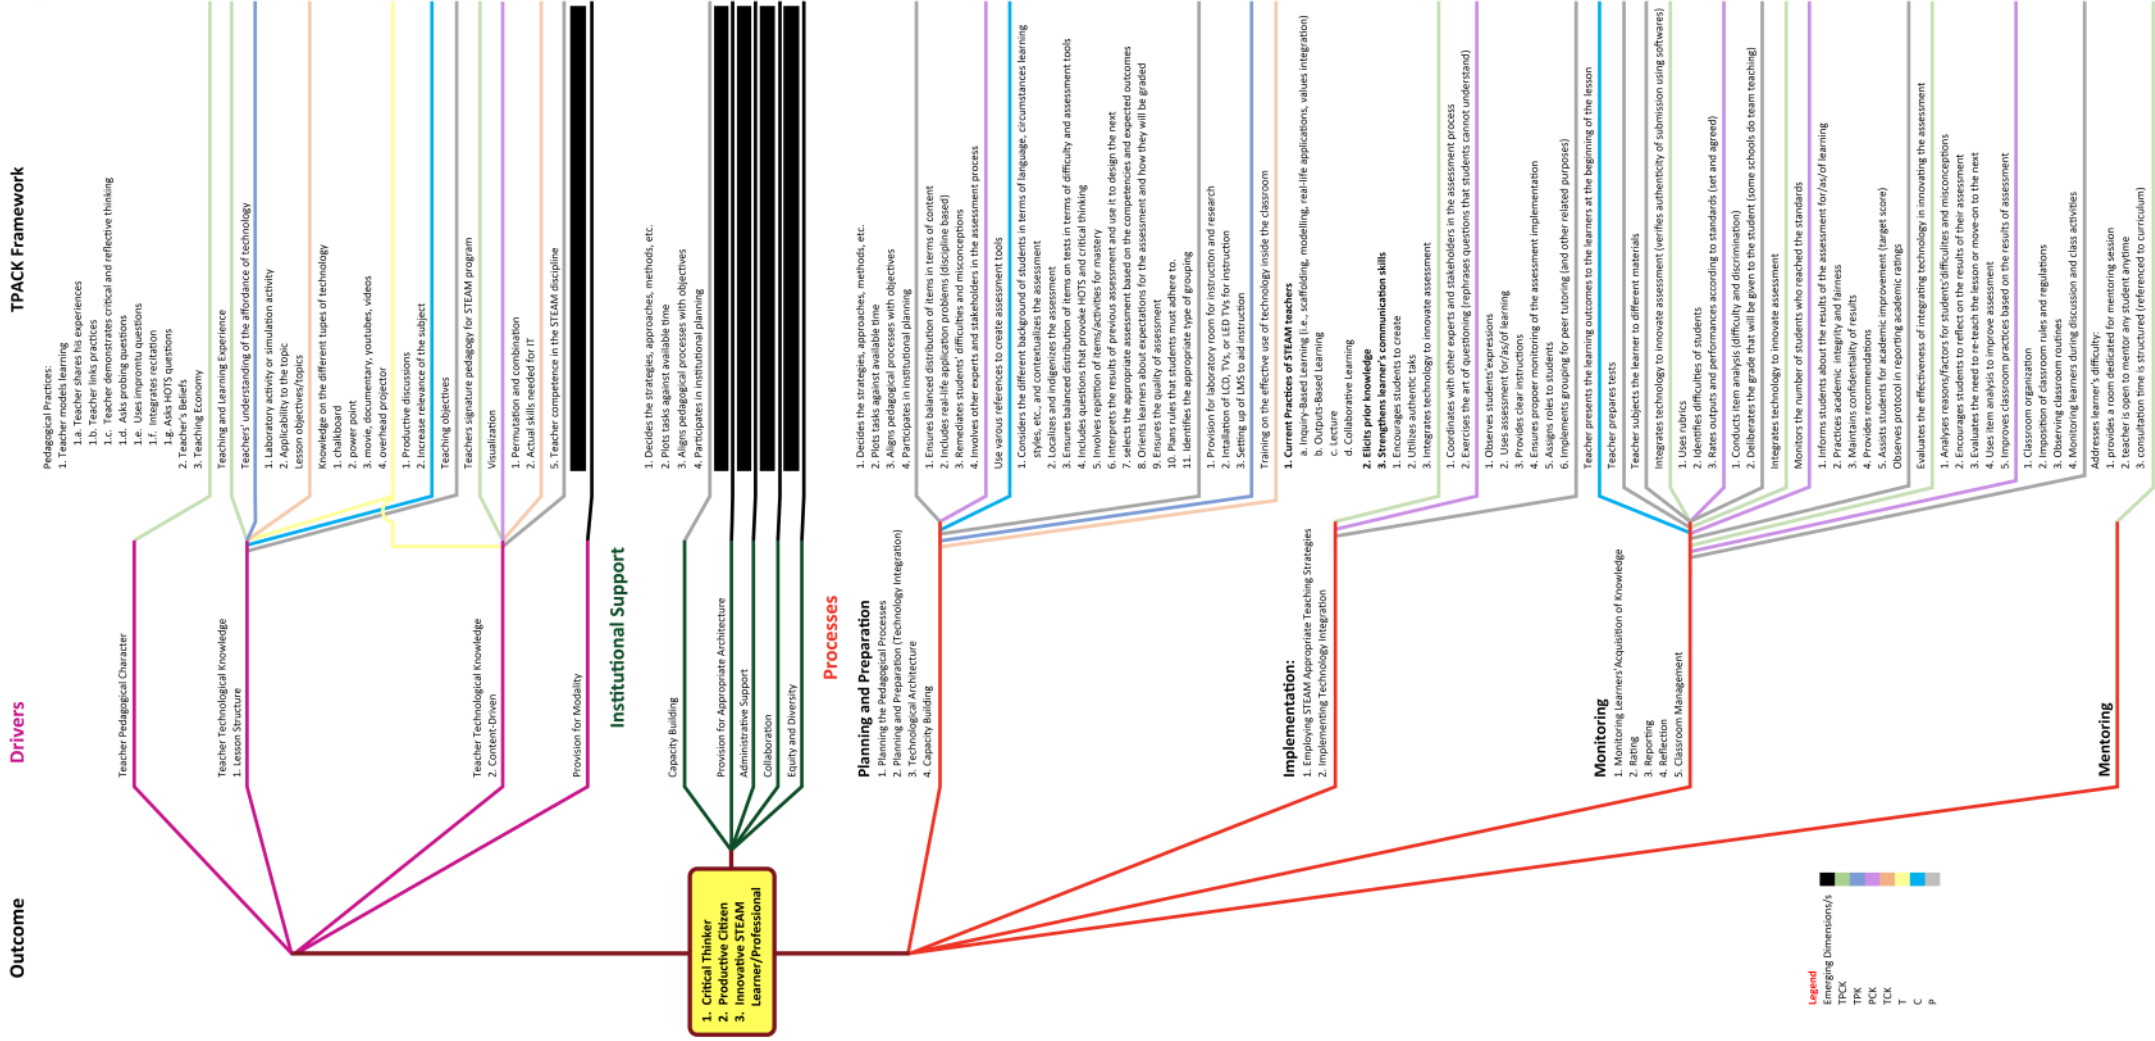 Outcome
Drivers
TPACK Framework
1. Critical Thinker
2. Productive Citizen
3. Innovative STEAM
Learner/Professional
Teacher Pedagogical Character
Pedagogical Practices:
1. Teacher models learning
1.a. Teacher shares his experiences
1.b. Teacher links practices
1.c. Teacher demonstrates critical and reflective thinking
1.d. Asks probing questions
1.e. Uses impromtu questions
1.f. Integrates recitation
1.g. Asks HOTS questions
2. Teacher's Beliefs
3. Teaching Economy
Teacher Technological Knowledge
1. Lesson Structure
Teaching and Learning Experience
Teachers' understanding of the affordance of technology
1. Laboratory activity or simulation activity
2. Applicability to the topic
Lesson objectives/topics
Knowledge on the different tupes of technology
1. chalkboard
2. power point
3. movie, documentary, youtubes, videos
4. overhead projector
1. Productive discussions
2. Increase relevance of the subject
Teaching objectives
Teacher Technological Knowledge
2. Content-Driven
Teachers signature pedagogy for STEAM program
Visualization
1. Permutation and combination
2. Actual skills needed for IT
5. Teacher competence in the STEAM discipline
Provision for Modality
Institutional Support
Capacity Building
1. Decides the strategies, approaches, methods, etc.
2. Plots tasks against available time
3. Aligns pedagogical processes with objectives
4. Participates in institutional planning
Provision for Appropriate Architecture
Administrative Support
Collaboration
Equity and Diversity
Processes
Planning and Preparation
1. Planning the Pedagogical Processes
2. Planning and Preparation (Technology Integration)
3. Technological Architecture
4. Capacity Building
1. Decides the strategies, approaches, methods, etc.
2. Plots tasks against available time
3. Aligns pedagogical processes with objectives
4. Participates in institutional planning
1. Ensures balanced distribution of items in terms of content
2. Includes real-life application problems (discipline based)
3. Remediates students' difficulties and misconceptions
4. Involves other experts and stakeholders in the assessment process
Use varous references to create assessment tools
1. Considers the different background of students in terms of language, circumstances learning
styles, etc., and contextualizes the assessment
2. Localizes and indigenizes the assessment
3. Ensures balanced distribution of items on tests in terms of difficulty and assessment tools
4. Includes questions that provoke HOTS and critical thinking
5. Involves repitition of items/activities for mastery
6. Interprets the results of previous assessment and use it to design the next
7. selects the appropriate assessment based on the competencies and expected outcomes
8. Orients learners about expectations for the assessment and how they will be graded
9. Ensures the quality of assessment
10. Plans rules that students must adhere to.
11. Identifies the appropriate type of grouping
1. Provision for laboratory room for instruction and research
2. Intallation of LCD, TVs, or LED TVs for instruction
3. Setting up of LMS to aid instruction
Training on the effective use of technology inside the classroom
Implementation:
1. Employing STEAM Appropriate Teaching Strategies
2. Implementing Technology Integration
1. Current Practices of STEAM teachers
a. Inquiry-Based Learning (i.e., scaffolding, modelling, real-life applications, values integration)
b. Outputs-Based Learning
c. Lecture
d. Collaborative Learning
2. Elicits prior knowledge
3. Strengthens learner's communication skills
1. Encourages students to create
2. Utilizes authentic taks
3. Integrates technology to innovate assessment
1. Coordinates with other experts and stakeholders in the assessment process
2. Exercises the art of questioning (rephrases questions that students cannot understand)
1. Observes students'expressions
2. Uses assessment for/as/of learning
3. Provides clear instructions
4. Ensures proper monitoring of the assessment implementation
5. Assigns roles to students
6. Implements grouping for peer tutoring (and other related purposes)
Monitoring
1. Monitoring Learners'Acquisition of Knowledge
2. Rating
3. Reporting
4. Reflection
5. Classroom Management
Teacher presents the learning outcomes to the learners at the beginning of the lesson
Teacher prepares tests
Teacher subjects the learner to different materials
Integrates technology to innovate assessment (verifies authenticity of submission using softwares)
1. Uses rubrics
2. Identifies difficulties of students
3. Rates outputs and performances according to standards (set and agreed)
1. Conducts item analysis (difficulty and discrimination)
2. Deliberates the grade that will be given to the student (some schools do team teaching)
Integrates technology to innovate assessment
Monitors the number of students who reached the standards
1. Informs students about the results of the assessment for/as/of learning
2. Practices academic integrity and fairness
3. Maintains confidentiality of results
4. Provides recommendations
5. Assists students for academic improvement (target score)
Observes protocol in reporting academic ratings
Evaluates the effectiveness of integrating technology in innovating the assessment
1. Analyses reasons/factors for students'difficulites and misconceptions
2. Encourages students to reflect on the results of their assessment
3. Evaluates the need to re-teach the lesson or move-on to the next
4. Uses item analysis to improve assessment
5. Improves classroom practices based on the results of assessment
1. Classroom organization
2. Imposition of classroom rules and regulations
3. Observing classroom routines
4. Monitoring learners during discussion and class activities
Mentoring
Addresses learner's difficulty:
1. provides a room dedicated for mentoring session
2. teacher is open to mentor any student anytime
3. consultation time is structured (referenced to curriculum)
Legend
Emerging Dimensions/s
TPCK
TPK
PCK
TCK
T
C
P